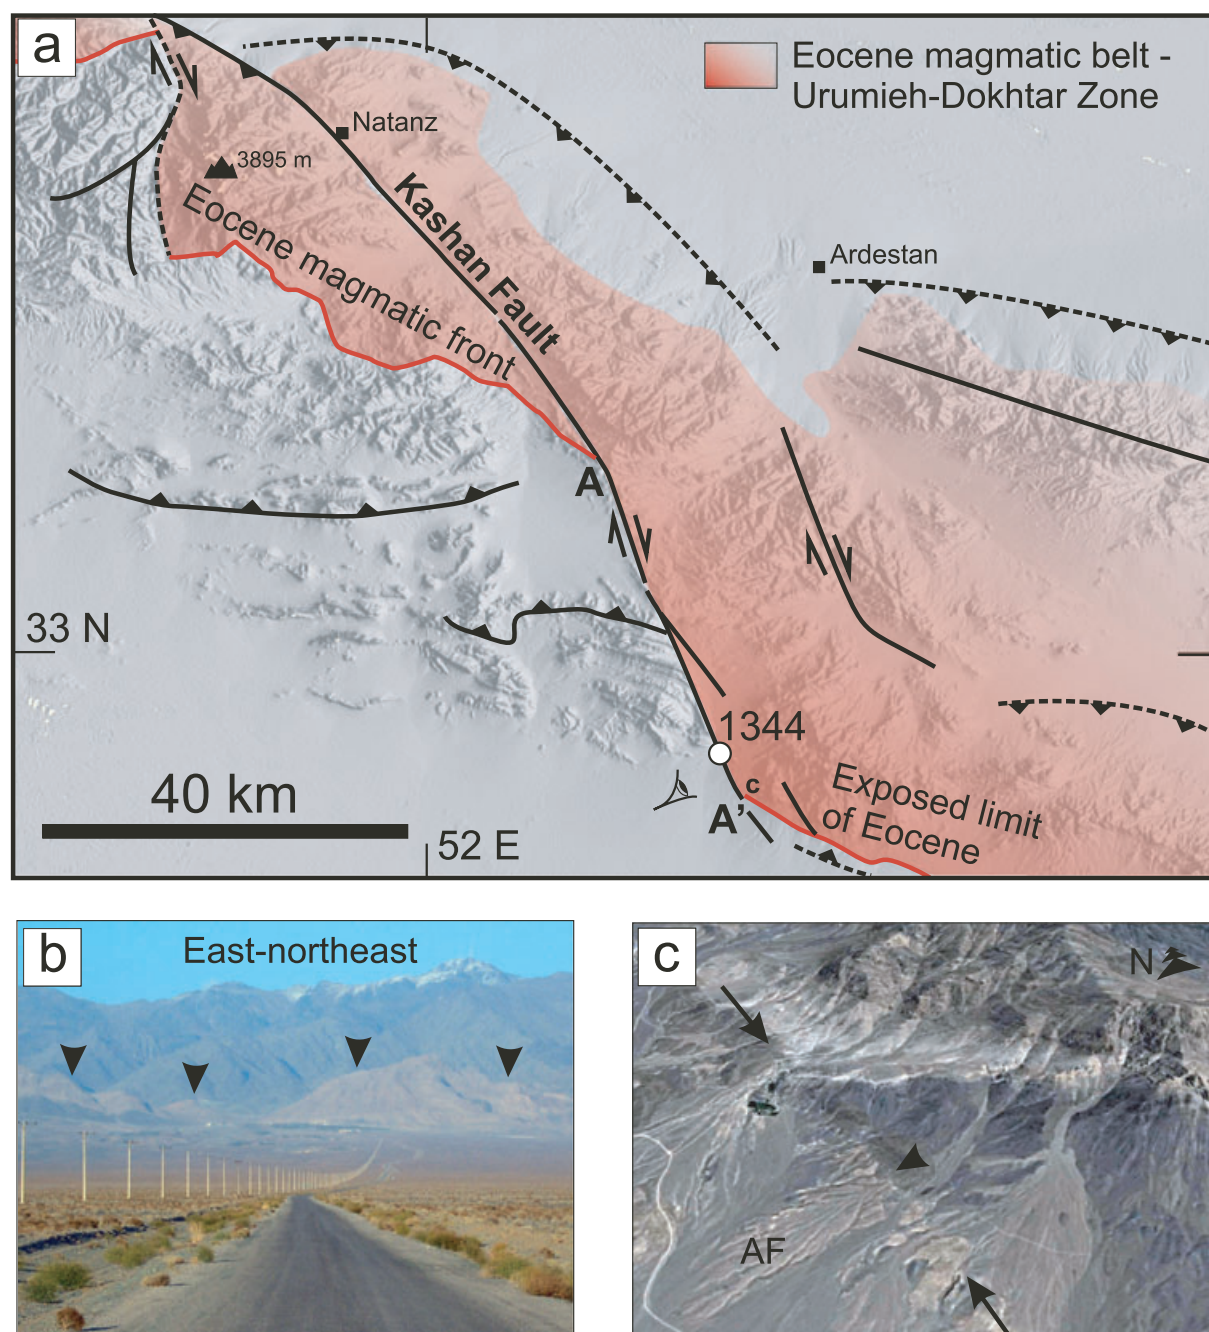 a
Eocene magmatic belt -
Urumieh-Dokhtar Zone
Natanz
3895 m
Kashan Fault
Eocene magmatic front
Ardestan
A
33 N
1344
c
A’
Exposed limit
of Eocene
40 km
52 E
b
East-northeast
c
N
AF